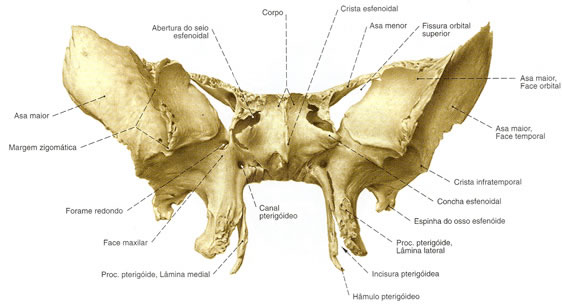 Corpo
Crista esfenoidal
Abertura do seio
esfenoidal
Asa menor
Fissura orbital
superior
Asa maior,
Face orbital
Asa maior
Asa maior,
Face temporal
Margem zigomática
Crista infratemporal
Concha esfenoidal
Forame redondo
Canal
pterigóideo
Espinha do osso esfenóide
Face maxilar
Proc. pterigóide,
Lâmina lateral
Proc. pterigóide, Lâmina medial
Incisura pterigóidea
Hâmulo pterigóideo